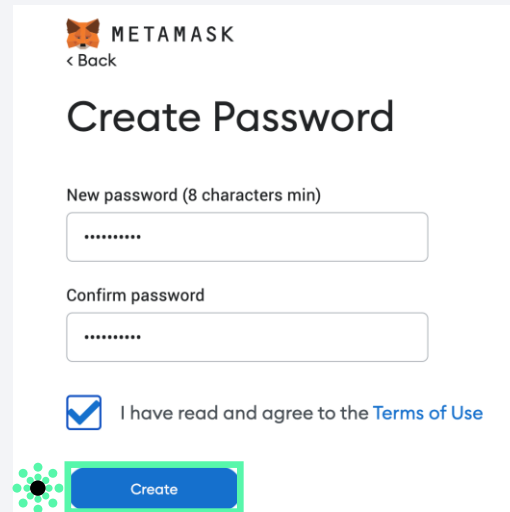 METAMASK
< Back
Create Password
New password (8 characters min)
••••••••••
Confirm password
••••••••••
I have read and agree to the Terms of Use
Create